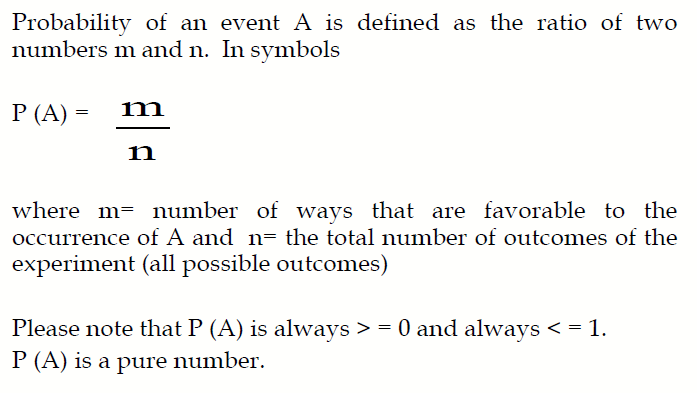 Probability of an event A is defined as the ratio of two
numbers m and n. In symbols
P (A) = m
n
where m= number of ways that are favorable to the
occurrence of A and n= the total number of outcomes of the
experiment (all possible outcomes)
Please note that P (A) is always > = 0 and always < = 1.
P (A) is a pure number.